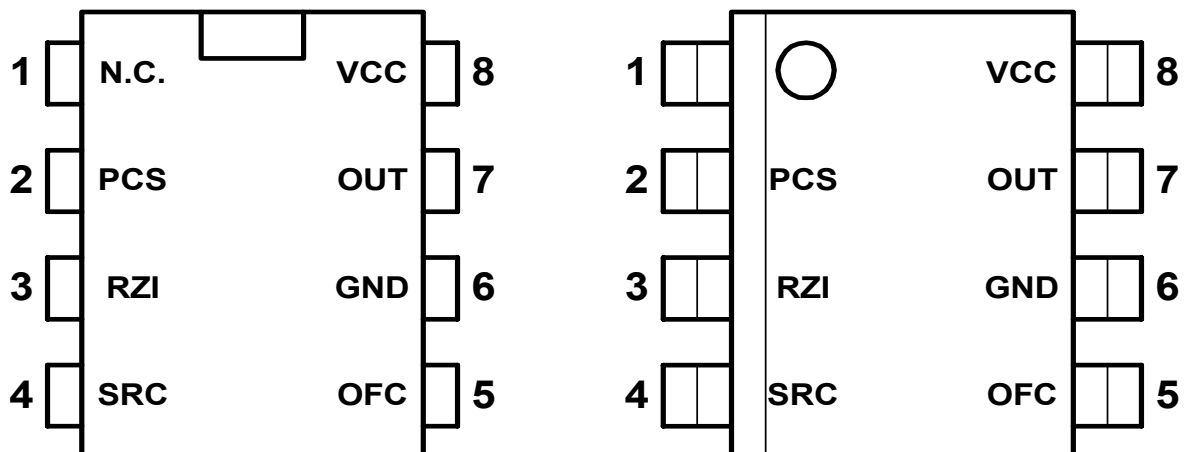 1 N.C. VCC 8 1 VCC 8
2 PCS OUT 7 2 PCS OUT 7
3 RZI GND 6 3 RZI GND 6
4 SRC OFC 5 4 SRC OFC 5